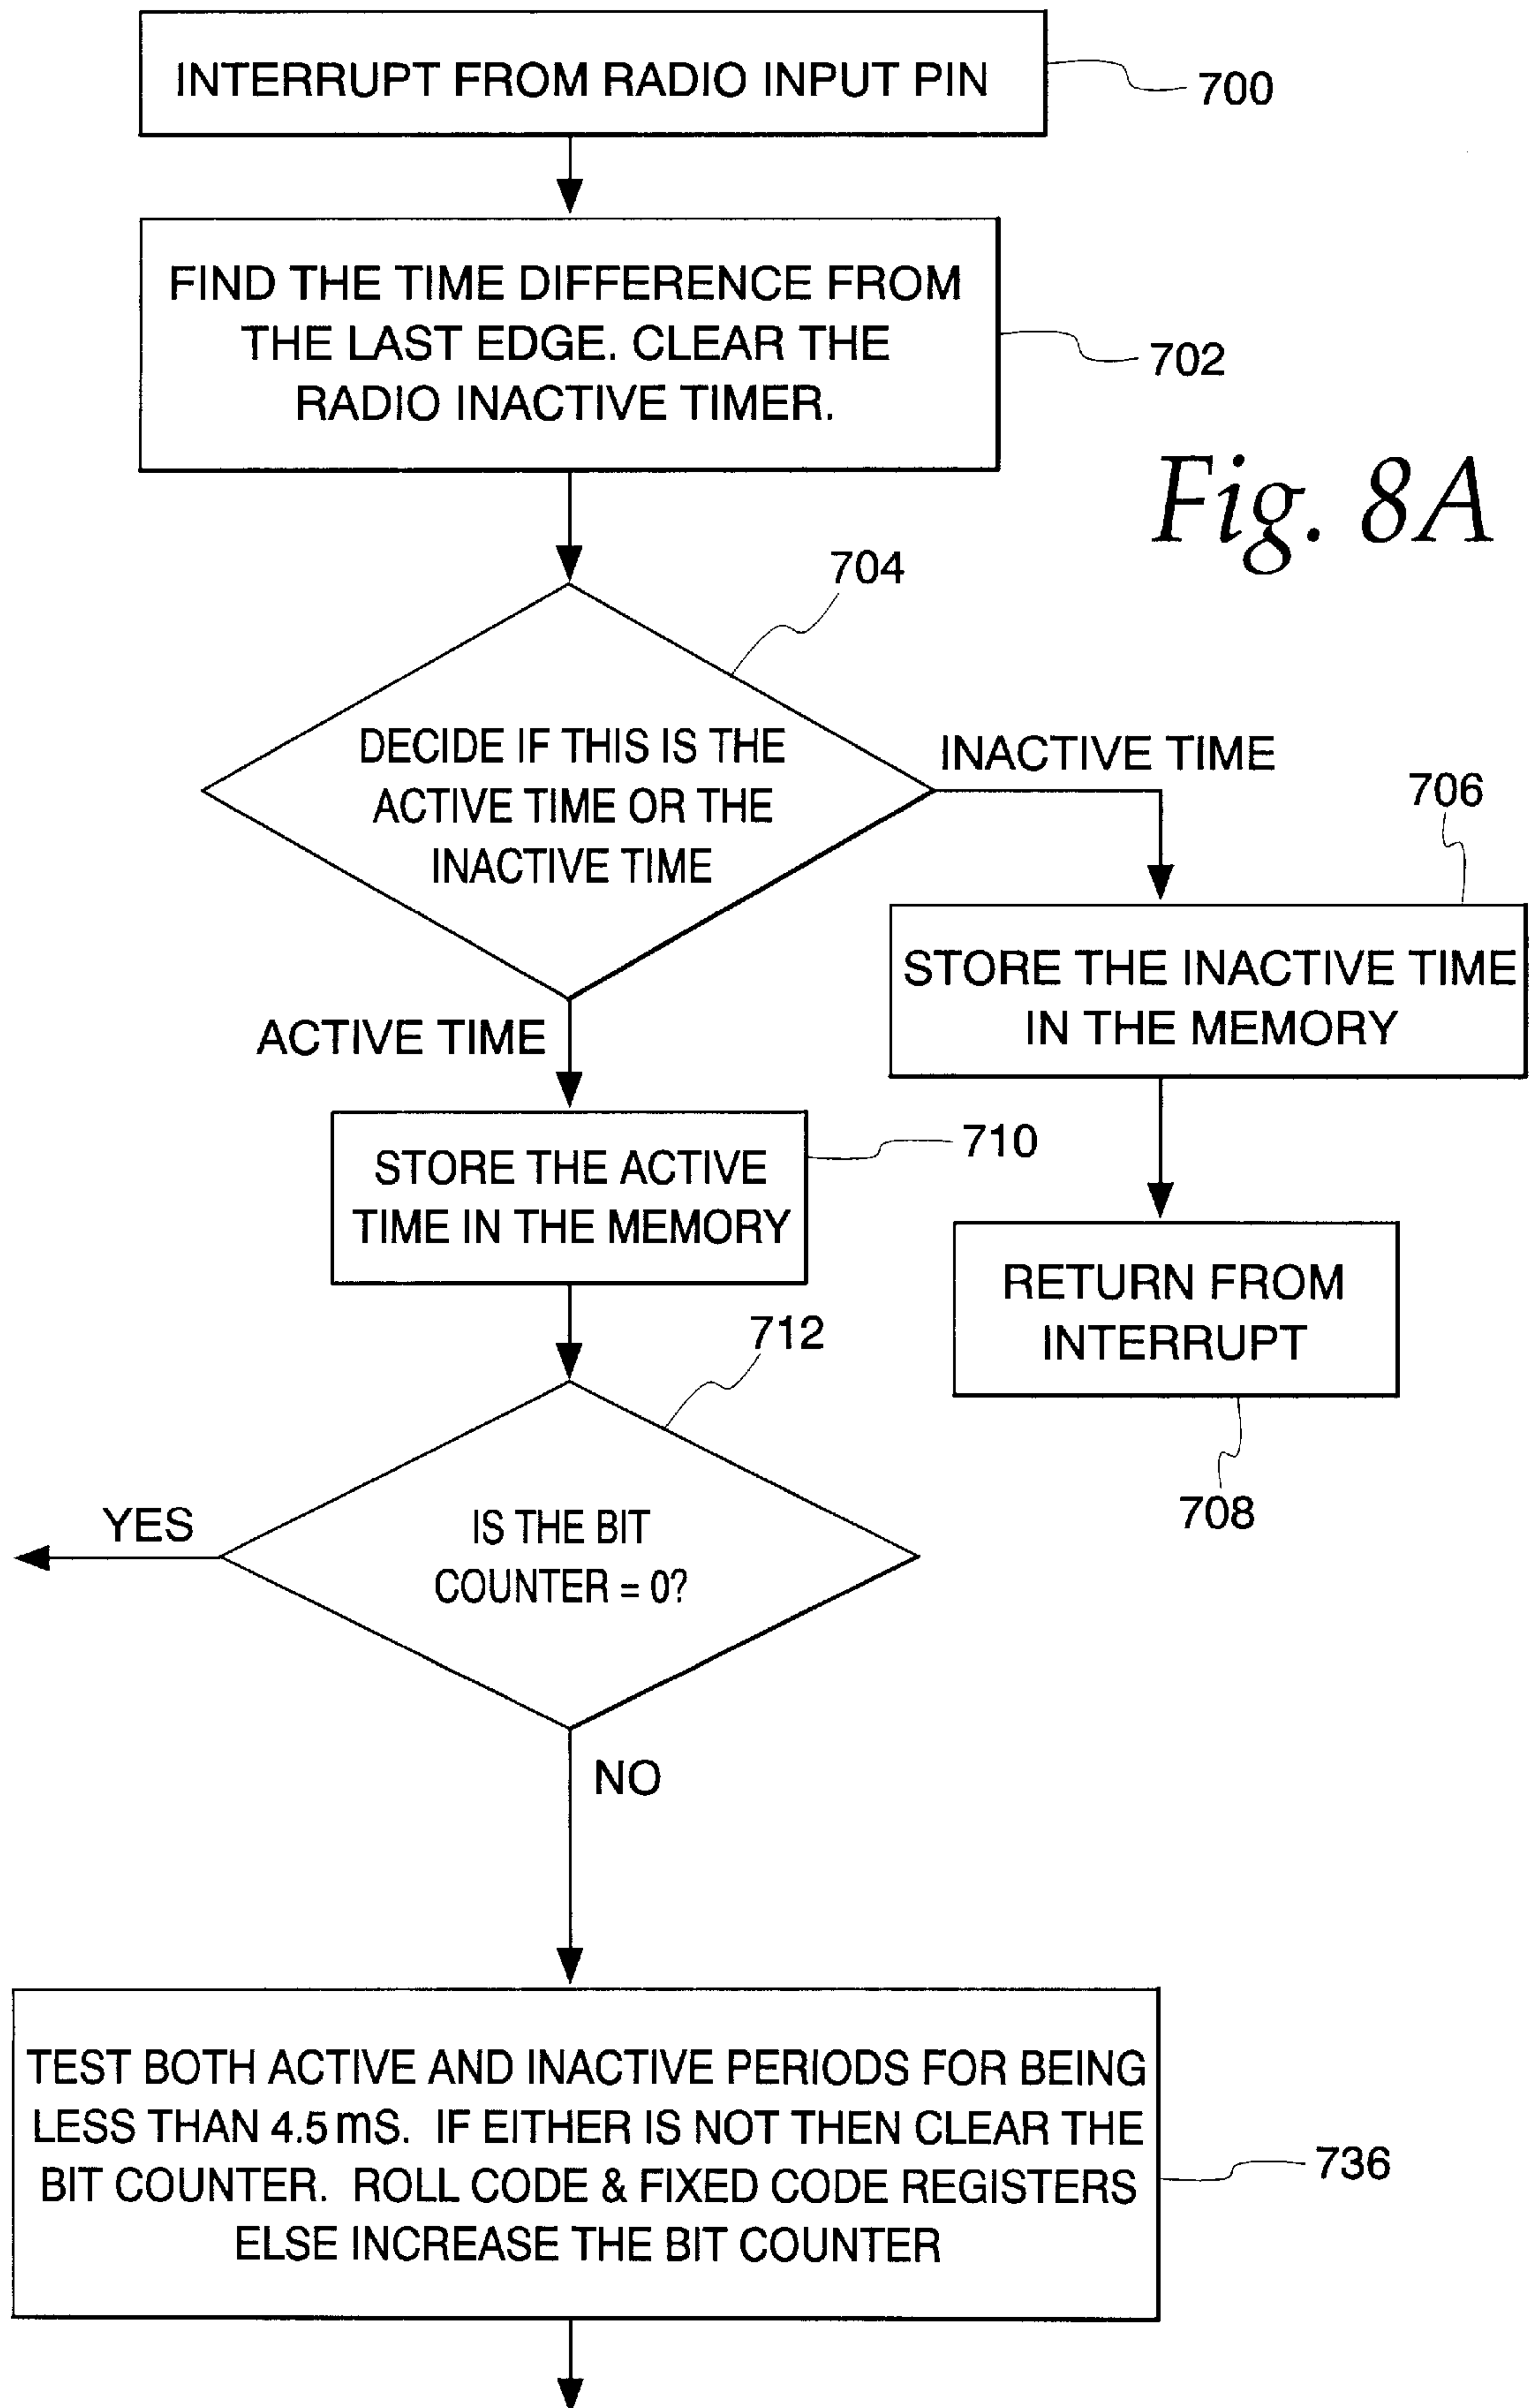 INTERRUPT FROM RADIO INPUT PIN
700
FIND THE TIME DIFFERENCE FROM
THE LAST EDGE. CLEAR THE
RADIO INACTIVE TIMER.
702
Fig. 8A
704
DECIDE IF THIS IS THE
ACTIVE TIME OR THE
INACTIVE TIME
INACTIVE TIME
706
STORE THE INACTIVE TIME
IN THE MEMORY
ACTIVE TIME
710
STORE THE ACTIVE
TIME IN THE MEMORY
RETURN FROM
INTERRUPT
708
712
YES
IS THE BIT
COUNTER = 0?
NO
TEST BOTH ACTIVE AND INACTIVE PERIODS FOR BEING
LESS THAN 4.5 mS. IF EITHER IS NOT THEN CLEAR THE
BIT COUNTER. ROLL CODE & FIXED CODE REGISTERS
ELSE INCREASE THE BIT COUNTER
736